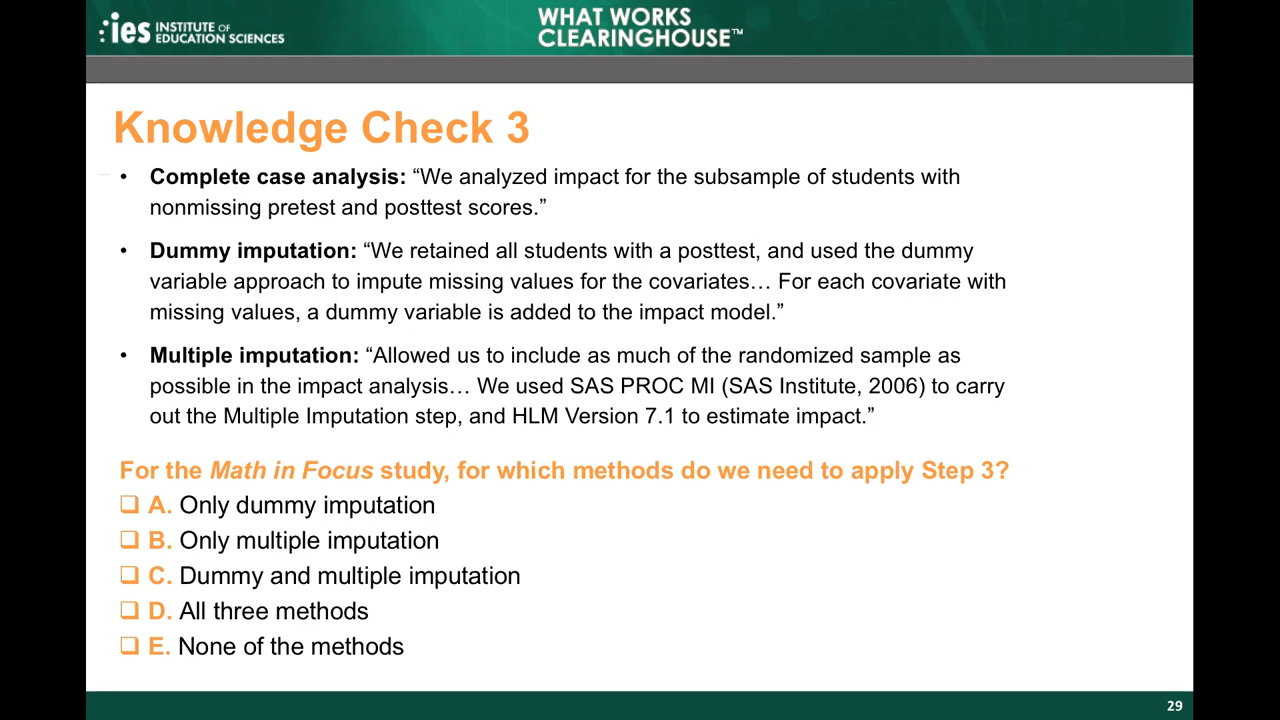 :ies INSTITUTE OF
EDUCATION SCIENCES
WHAT WORKS
CLEARINGHOUSE™
Knowledge Check 3
• Complete case analysis: “We analyzed impact for the subsample of students with
nonmissing pretest and posttest scores.”
• Dummy imputation: “We retained all students with a posttest, and used the dummy
variable approach to impute missing values for the covariates… For each covariate with
missing values, a dummy variable is added to the impact model.”
• Multiple imputation: “Allowed us to include as much of the randomized sample as
possible in the impact analysis… We used SAS PROC MI (SAS Institute, 2006) to carry
out the Multiple Imputation step, and HLM Version 7.1 to estimate impact.”
For the Math in Focus study, for which methods do we need to apply Step 3?
❑ A. Only dummy imputation
❑ B. Only multiple imputation
❑ C. Dummy and multiple imputation
❑ D. All three methods
❑ E. None of the methods
29